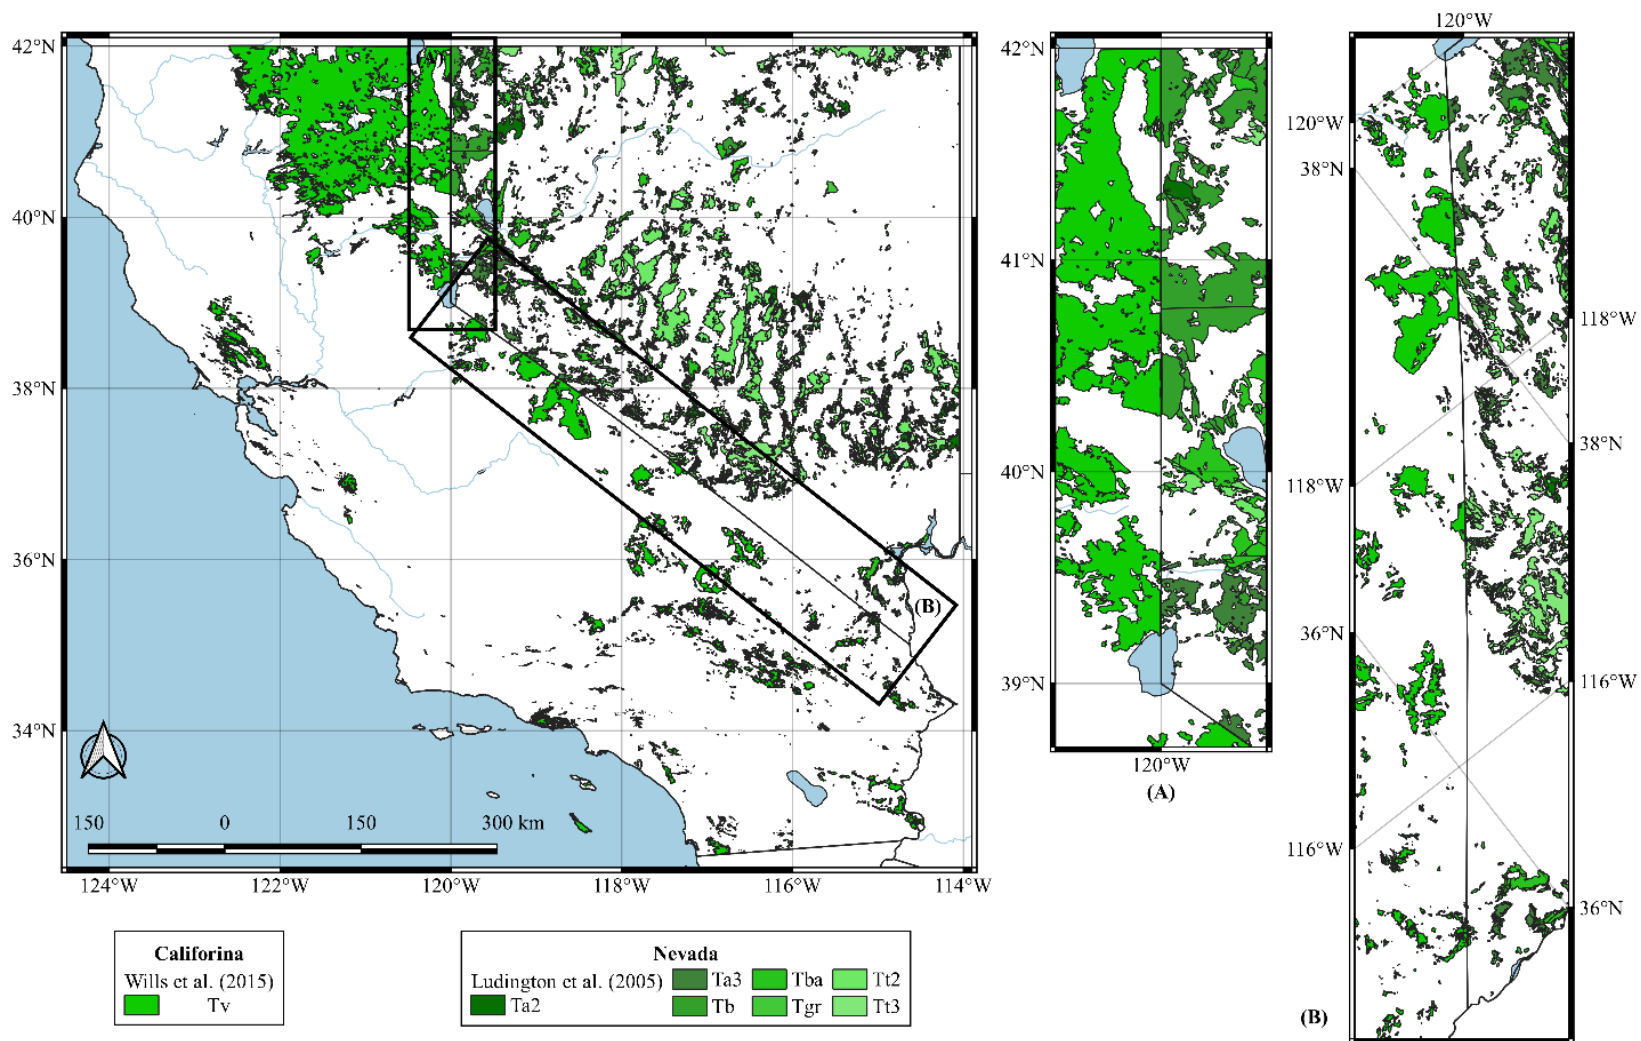 42°N
40°N
38°N
36°N
34°N
124°W
122°W
120°W
118°W
116°W
114°W
A
(B)
150
0
150
300 km
42°N
41°N
40°N
39°N
120°W
(A)
120°W
120°W
38°N
118°W
36°N
116°W
118°W
38°N
116°W
36°N
(B)
Califorina
Wills et al. (2015)
Tv
Nevada
Ludington et al. (2005)
Ta2
Ta3
Tba
Tt2
Tb
Tgr
Tt3